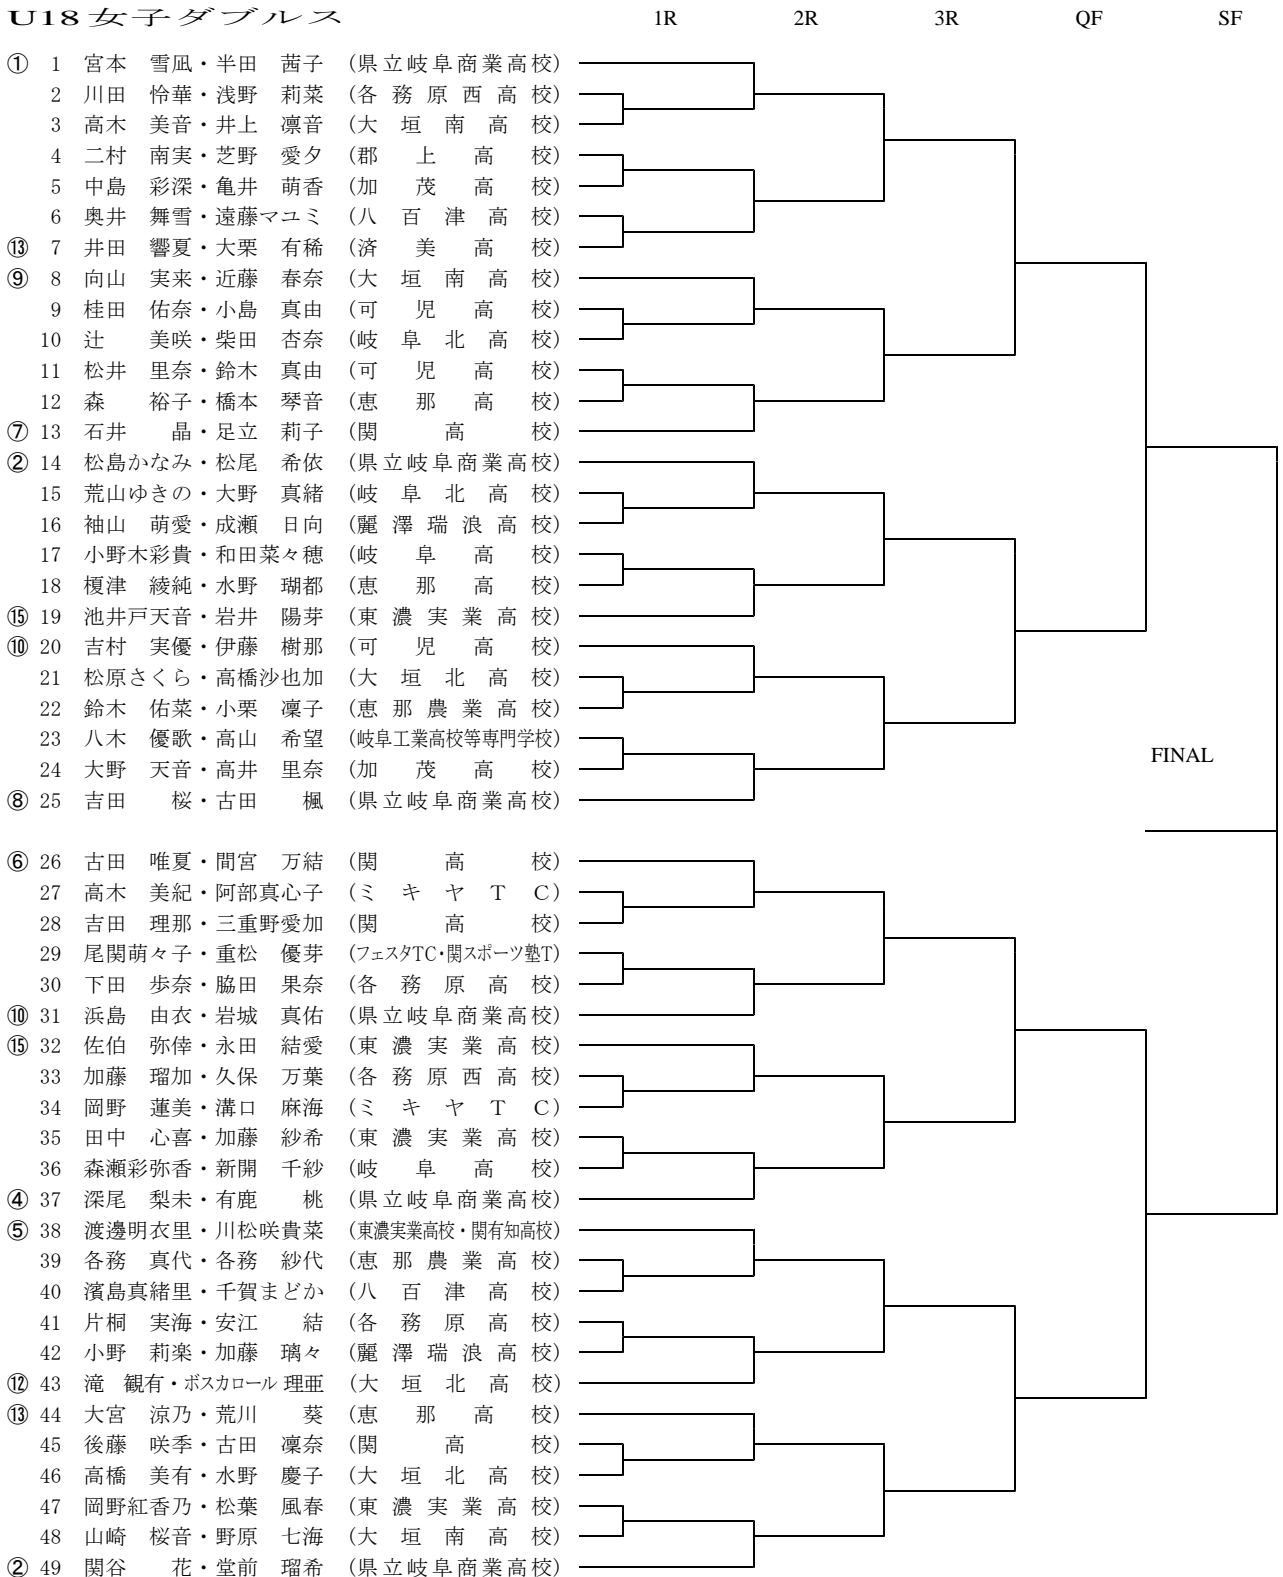 U18女子ダブルス 1R 2R 3R QF SF
① 1 宮本　雪凪・半田　茜子 (県立岐阜商業高校)
2 川田　怜華・浅野　莉菜 (各務原西高校)
3 高木　美音・井上　凛音 (大垣南高校)
4 二村　南実・芝野　愛夕 (郡上高校)
5 中島　彩深・亀井　萌香 (加茂高校)
6 奥井　舞雪・遠藤マユミ (八百津高校)
⑬ 7 井田　響夏・大栗　有稀 (済美高校)
⑨ 8 向山　実来・近藤　春奈 (大垣南高校)
9 桂田　佑奈・小島　真由 (可児高校)
10 辻　　美咲・柴田　杏奈 (岐阜北高校)
11 松井　里奈・鈴木　真由 (可児高校)
12 森　　裕子・橋本　琴音 (恵那高校)
⑦ 13 石井　　晶・足立　莉子 (関高校)
② 14 松島かなみ・松尾　希依 (県立岐阜商業高校)
15 荒山ゆきの・大野　真緒 (岐阜北高校)
16 袖山　萌愛・成瀬　日向 (麗澤瑞浪高校)
17 小野木彩貴・和田菜々穂 (岐阜高校)
18 榎津　綾純・水野　瑚都 (恵那高校)
⑮ 19 池井戸天音・岩井　陽芽 (東濃実業高校)
⑩ 20 吉村　実優・伊藤　樹那 (可児高校)
21 松原さくら・高橋沙也加 (大垣北高校)
22 鈴木　佑菜・小栗　凜子 (恵那農業高校)
23 八木　優歌・高山　希望 (岐阜工業高校等専門学校)
24 大野　天音・高井　里奈 (加茂高校)
FINAL
⑧ 25 吉田　　桜・古田　　楓 (県立岐阜商業高校)
⑥ 26 古田　唯夏・間宮　万結 (関高校)
27 高木　美紀・阿部真心子 (ミキヤTC)
28 吉田　理那・三重野愛加 (関高校)
29 尾関萌々子・重松　優芽 (フェスタTC・関スポーツ塾T)
30 下田　歩奈・脇田　果奈 (各務原高校)
⑩ 31 浜島　由衣・岩城　真佑 (県立岐阜商業高校)
⑮ 32 佐伯　弥倖・永田　結愛 (東濃実業高校)
33 加藤　瑠加・久保　万葉 (各務原西高校)
34 岡野　蓮美・溝口　麻海 (ミキヤTC)
35 田中　心喜・加藤　紗希 (東濃実業高校)
36 森瀬彩弥香・新開　千紗 (岐阜高校)
④ 37 深尾　梨未・有鹿　　桃 (県立岐阜商業高校)
⑤ 38 渡邊明衣里・川松咲貴菜 (東濃実業高校・関有知高校)
39 各務　真代・各務　紗代 (恵那農業高校)
40 濱島真緒里・千賀まどか (八百津高校)
41 片桐　実海・安江　　結 (各務原高校)
42 小野　莉楽・加藤　璃々 (麗澤瑞浪高校)
⑫ 43 滝　観有・ボスカロール 理亜 (大垣北高校)
⑬ 44 大宮　涼乃・荒川　　葵 (恵那高校)
45 後藤　咲季・古田　凜奈 (関高校)
46 高橋　美有・水野　慶子 (大垣北高校)
47 岡野紅香乃・松葉　風春 (東濃実業高校)
48 山崎　桜音・野原　七海 (大垣南高校)
② 49 関谷　　花・堂前　瑠希 (県立岐阜商業高校)